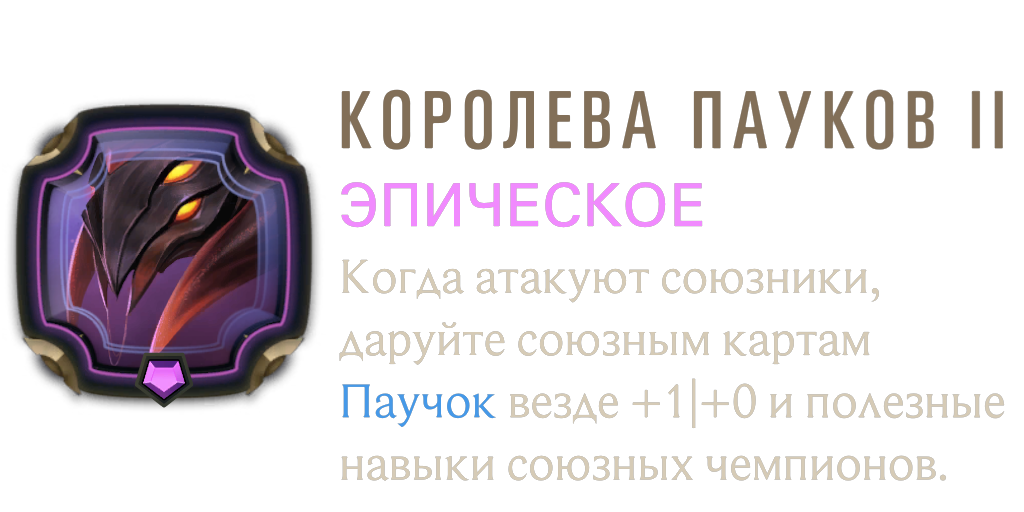 КОРОЛЕВА ПАУКОВ II
ЭПИЧЕСКОЕ
Когда атакуют союзники,
даруйте союзным картам
Паучок везде +1|+0 и полезные
навыки союзных чемпионов.